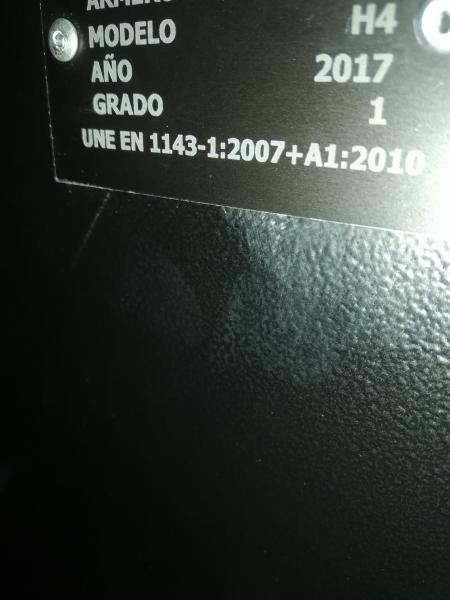 MODELO H4
AÑO 2017
GRADO 1
UNE EN 1143-1:2007+A1:2010